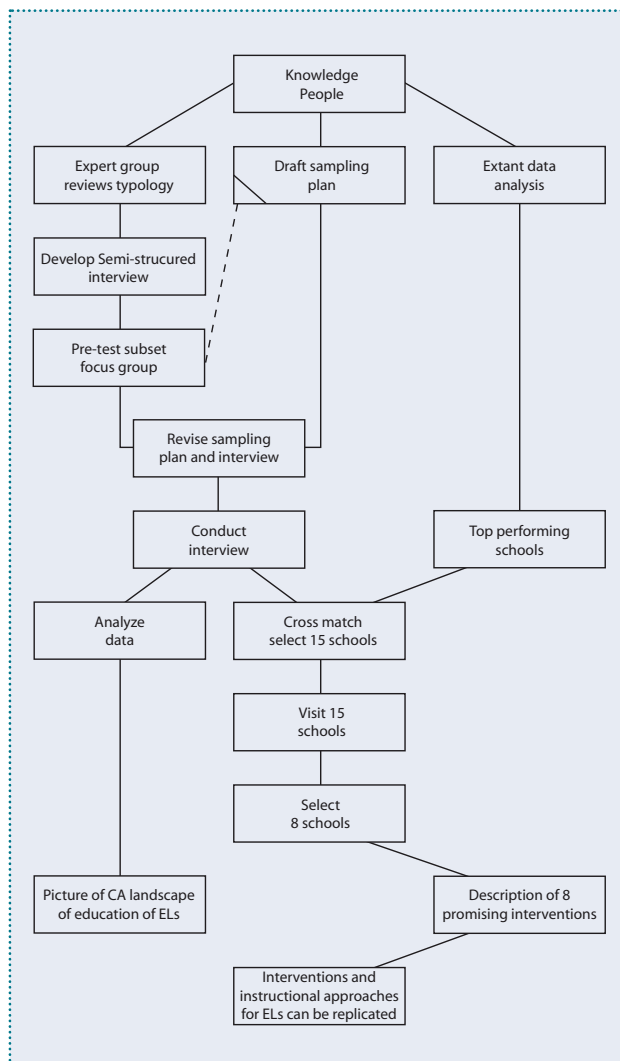 Knowledge
People
Expert group
reviews typology
Draft sampling
plan
Extant data
analysis
Develop Semi-strucured
interview
Pre-test subset
focus group
Revise sampling
plan and interview
Conduct
interview
Top performing
schools
Analyze
data
Cross match
select 15 schools
Visit 15
schools
Select
8 schools
Picture of CA landscape
of education of ELs
Description of 8
promising interventions
Interventions and
instructional approaches
for ELs can be replicated